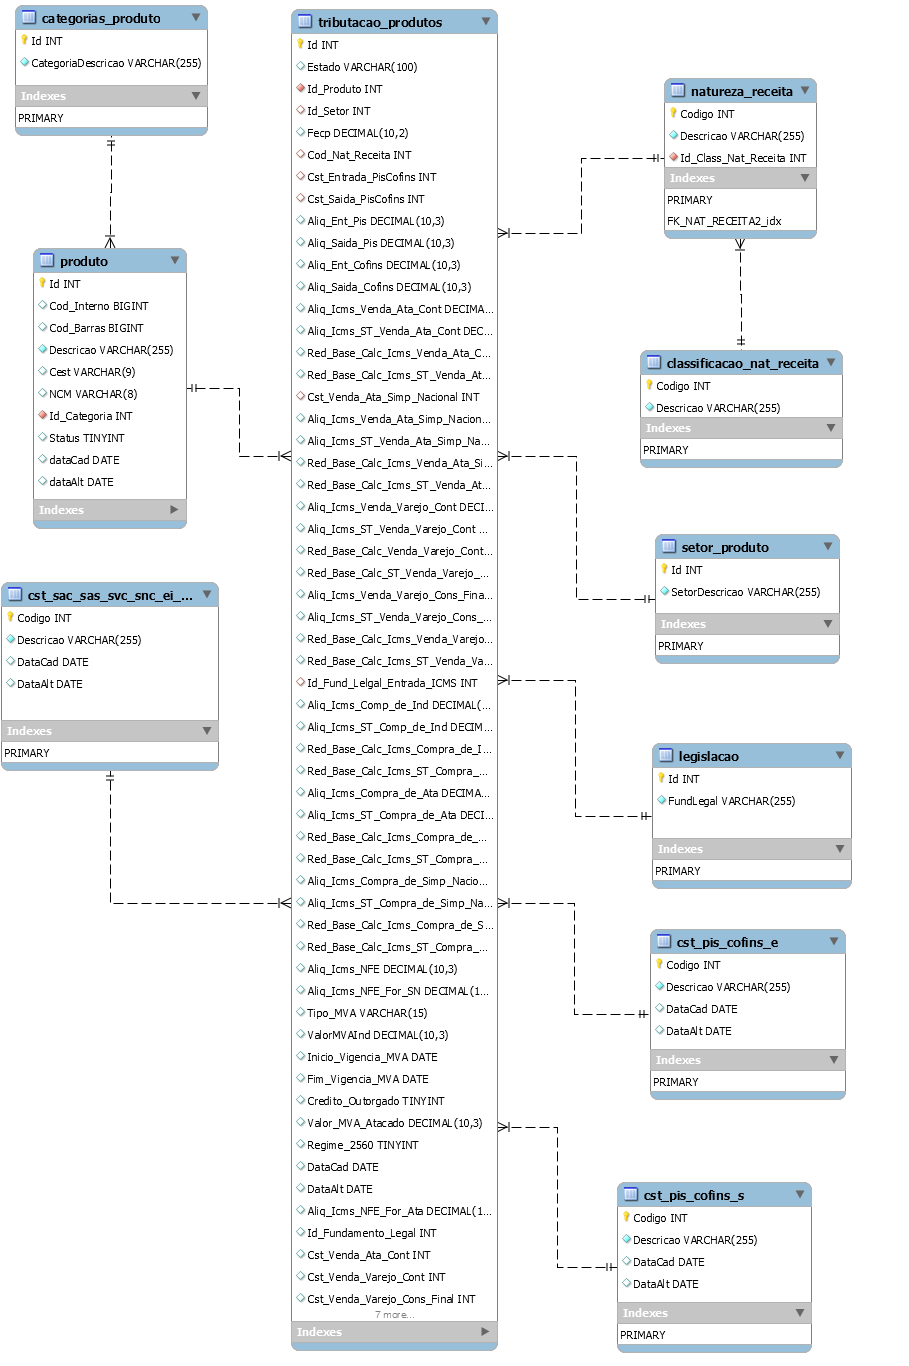 categorias_produto
Id INT
CategoriaDescricao VARCHAR(255)
Indexes
PRIMARY
produto
Id INT
Cod_Interno BIGINT
Cod_Barras BIGINT
Descricao VARCHAR(255)
Cest VARCHAR(9)
NCM VARCHAR(8)
Id_Categoria INT
Status TINYINT
dataCad DATE
dataAlt DATE
Indexes
cst_sac_sas_svc_snc_ei_...
Codigo INT
Descricao VARCHAR(255)
DataCad DATE
DataAlt DATE
Indexes
PRIMARY
tributacao_produtos
Id INT
Estado VARCHAR(100)
Id_Produto INT
Id_Setor INT
Fecp DECIMAL(10,2)
Cod_Nat_Receita INT
Cst_Entrada_PisCofins INT
Cst_Saida_PisCofins INT
Aliq_Ent_Pis DECIMAL(10,3)
Aliq_Saida_Pis DECIMAL(10,3)
Aliq_Ent_Cofins DECIMAL(10,3)
Aliq_Saida_Cofins DECIMAL(10,3)
Aliq_Icms_Venda_Ata_Cont DECIMA...
Aliq_Icms_ST_Venda_Ata_Cont DEC...
Red_Base_Calc_Icms_Venda_Ata_C...
Red_Base_Calc_Icms_ST_Venda_At...
Cst_Venda_Ata_Simp_Nacional INT
Aliq_Icms_Venda_Ata_Simp_Nacion...
Aliq_Icms_ST_Venda_Ata_Simp_Na...
Red_Base_Calc_Icms_Venda_Ata_Si...
Red_Base_Calc_Icms_ST_Venda_At...
Aliq_Icms_Venda_Varejo_Cont DECI...
Aliq_Icms_ST_Venda_Varejo_Cont ...
Red_Base_Calc_Venda_Varejo_Cont...
Red_Base_Calc_ST_Venda_Varejo_...
Aliq_Icms_Venda_Varejo_Cons_Fina...
Aliq_Icms_ST_Venda_Varejo_Cons_...
Red_Base_Calc_Icms_Venda_Varejo...
Red_Base_Calc_Icms_ST_Venda_Va...
Id_Fund_Lelgal_Entrada_ICMS INT
Aliq_Icms_Comp_de_Ind DECIMAL(...
Aliq_Icms_ST_Comp_de_Ind DECIM...
Red_Base_Calc_Icms_Compra_de_I...
Red_Base_Calc_Icms_ST_Compra_...
Aliq_Icms_Compra_de_Ata DECIMA...
Aliq_Icms_ST_Compra_de_Ata DECI...
Red_Base_Calc_Icms_Compra_de_...
Red_Base_Calc_Icms_ST_Compra_...
Aliq_Icms_Compra_de_Simp_Nacio...
Aliq_Icms_ST_Compra_de_Simp_Na...
Red_Base_Calc_Icms_Compra_de_S...
Red_Base_Calc_Icms_ST_Compra_...
Aliq_Icms_NFE DECIMAL(10,3)
Aliq_Icms_NFE_For_SN DECIMAL(1...
Tipo_MVA VARCHAR(15)
ValorMVAInd DECIMAL(10,3)
Inicio_Vigencia_MVA DATE
Fim_Vigencia_MVA DATE
Credito_Outorgado TINYINT
Valor_MVA_Atacado DECIMAL(10,3)
Regime_2560 TINYINT
DataCad DATE
DataAlt DATE
Aliq_Icms_NFE_For_Ata DECIMAL(1...
Id_Fundamento_Legal INT
Cst_Venda_Ata_Cont INT
Cst_Venda_Varejo_Cont INT
Cst_Venda_Varejo_Cons_Final INT
7 more...
Indexes
natureza_receita
Codigo INT
Descricao VARCHAR(255)
Id_Class_Nat_Receita INT
Indexes
PRIMARY
FK_NAT_RECEITA2_idx
classificacao_nat_receita
Codigo INT
Descricao VARCHAR(255)
Indexes
PRIMARY
setor_produto
Id INT
SetorDescricao VARCHAR(255)
Indexes
PRIMARY
legislacao
Id INT
FundLegal VARCHAR(255)
Indexes
PRIMARY
cst_pis_cofins_e
Codigo INT
Descricao VARCHAR(255)
DataCad DATE
DataAlt DATE
Indexes
PRIMARY
cst_pis_cofins_s
Codigo INT
Descricao VARCHAR(255)
DataCad DATE
DataAlt DATE
Indexes
PRIMARY